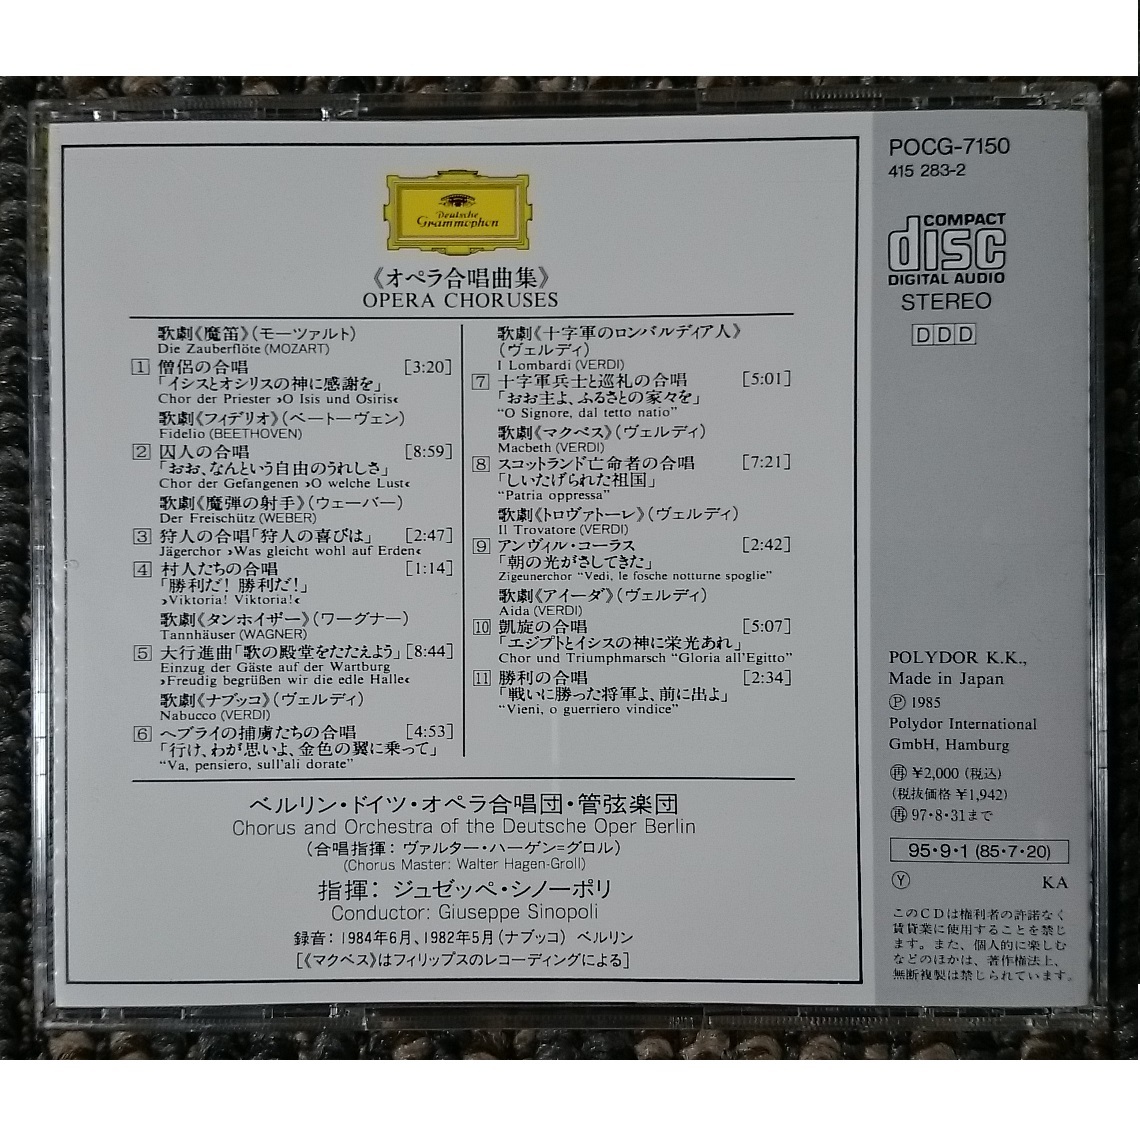 Deutsche
Grammophon
《オペラ合唱曲集》
OPERA CHORUSES
歌劇《魔笛》(モーツァルト)
Die Zauberflöte (MOZART)
1 僧侶の合唱 [3:20]
「イシスとオシリスの神に感謝を」
Chor der Priester ›O Isis und Osiris‹
歌劇《フィデリオ》(ベートーヴェン)
Fidelio (BEETHOVEN)
2 囚人の合唱 [8:59]
「おお、なんという自由のうれしさ」
Chor der Gefangenen ›O welche Lust‹
歌劇《魔弾の射手》(ウェーバー)
Der Freischütz (WEBER)
3 狩人の合唱「狩人の喜びは」 [2:47]
Jägerchor ›Was gleicht wohl auf Erden‹
4 村人たちの合唱 [1:14]
「勝利だ! 勝利だ!」
›Viktoria! Viktoria!‹
歌劇《タンホイザー》(ワーグナー)
Tannhäuser (WAGNER)
5 大行進曲「歌の殿堂をたたえよう」 [8:44]
Einzug der Gäste auf der Wartburg
›Freudig begrüßen wir die edle Halle‹
歌劇《ナブッコ》(ヴェルディ)
Nabucco (VERDI)
6 ヘブライの捕虜たちの合唱 [4:53]
「行け、わが思いよ、金色の翼に乗って」
“Va, pensiero, sull'ali dorate”
歌劇《十字軍のロンバルディア人》
(ヴェルディ)
I Lombardi (VERDI)
7 十字軍兵士と巡礼の合唱 [5:01]
「おお主よ、ふるさとの家々を」
“O Signore, dal tetto natio”
歌劇《マクベス》(ヴェルディ)
Macbeth (VERDI)
8 スコットランド亡命者の合唱 [7:21]
「しいたげられた祖国」
“Patria oppressa”
歌劇《トロヴァトーレ》(ヴェルディ)
Il Trovatore (VERDI)
9 アンヴィル・コーラス [2:42]
「朝の光がさしてきた」
Zigeunerchor “Vedi, le fosche notturne spoglie”
歌劇《アイーダ》(ヴェルディ)
Aida (VERDI)
10 凱旋の合唱 [5:07]
「エジプトとイシスの神に栄光あれ」
Chor und Triumphmarsch “Gloria all'Egitto”
11 勝利の合唱 [2:34]
「戦いに勝った将軍よ、前に出よ」
“Vieni, o guerriero vindice”
ベルリン・ドイツ・オペラ合唱団・管弦楽団
Chorus and Orchestra of the Deutsche Oper Berlin
(合唱指揮: ヴァルター・ハーゲン=グロル)
(Chorus Master: Walter Hagen-Groll)
指揮: ジュゼッペ・シノーポリ
Conductor: Giuseppe Sinopoli
録音: 1984年6月、1982年5月(ナブッコ) ベルリン
[《マクベス》はフィリップスのレコーディングによる]
POCG-7150
415 283-2
COMPACT
disc
DIGITAL AUDIO
STEREO
DDD
POLYDOR K.K.,
Made in Japan
Ⓟ 1985
Polydor International
GmbH, Hamburg
再 ¥2,000 (税込)
(税抜価格 ¥1,942)
再 97・8・31まで
95・9・1 (85・7・20)
Ⓨ KA
このCDは権利者の許諾なく
賃貸業に使用することを禁じ
ます。また、個人的に楽しむ
などのほかは、著作権法上、
無断複製は禁じられています。